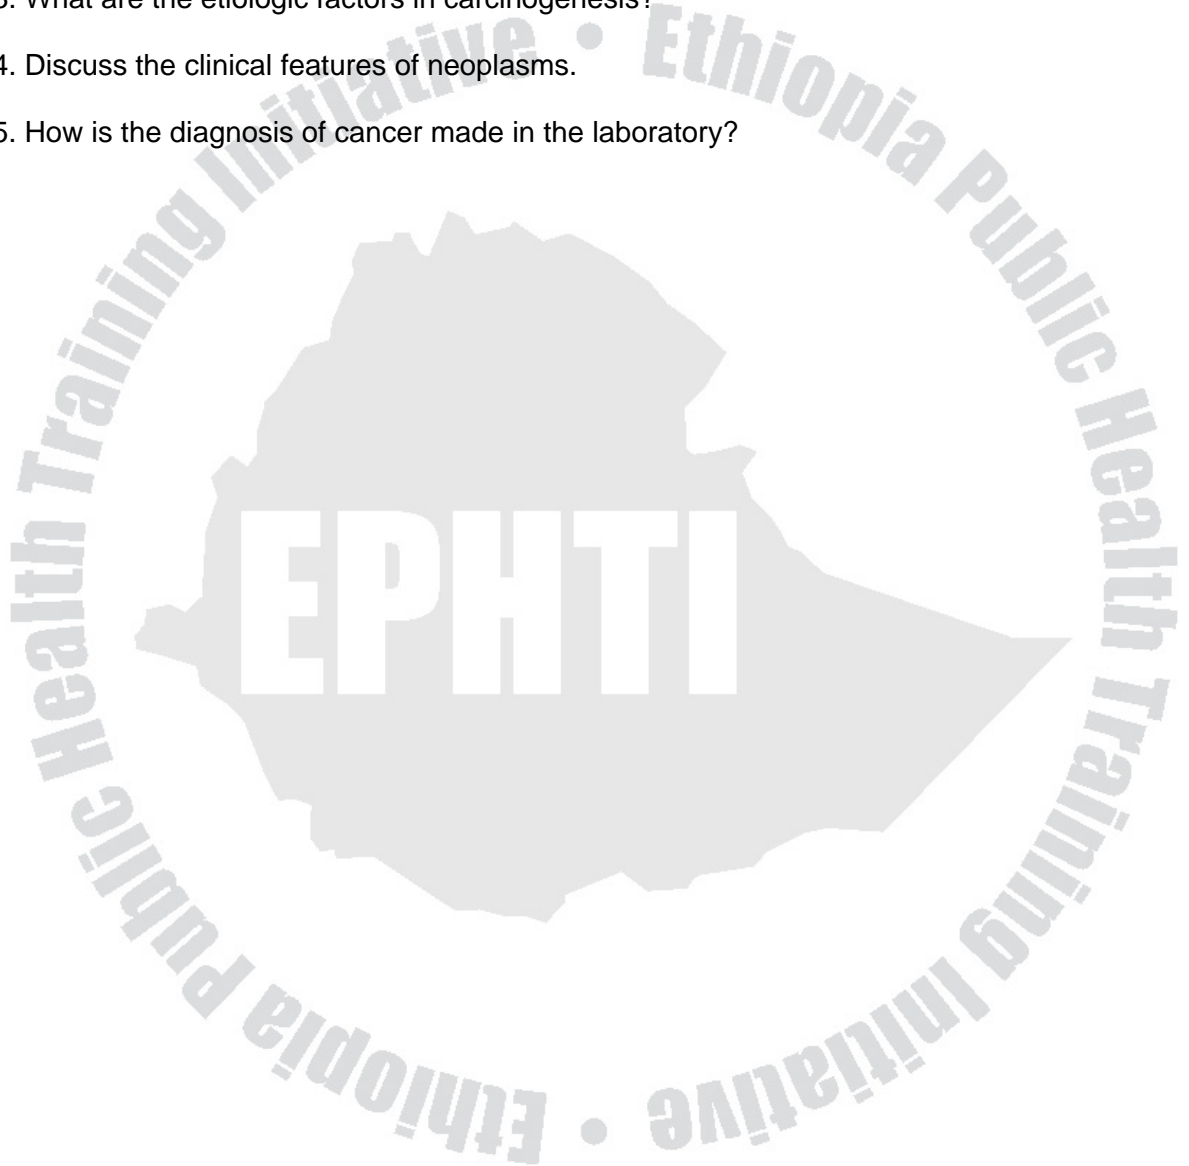 3. What are the etiologic factors in carcinogenesis?
4. Discuss the clinical features of neoplasms.
5. How is the diagnosis of cancer made in the laboratory?
Ethiopia Public Health Training Initiative
EPHTI
Ethiopia Public Health Training Initiative